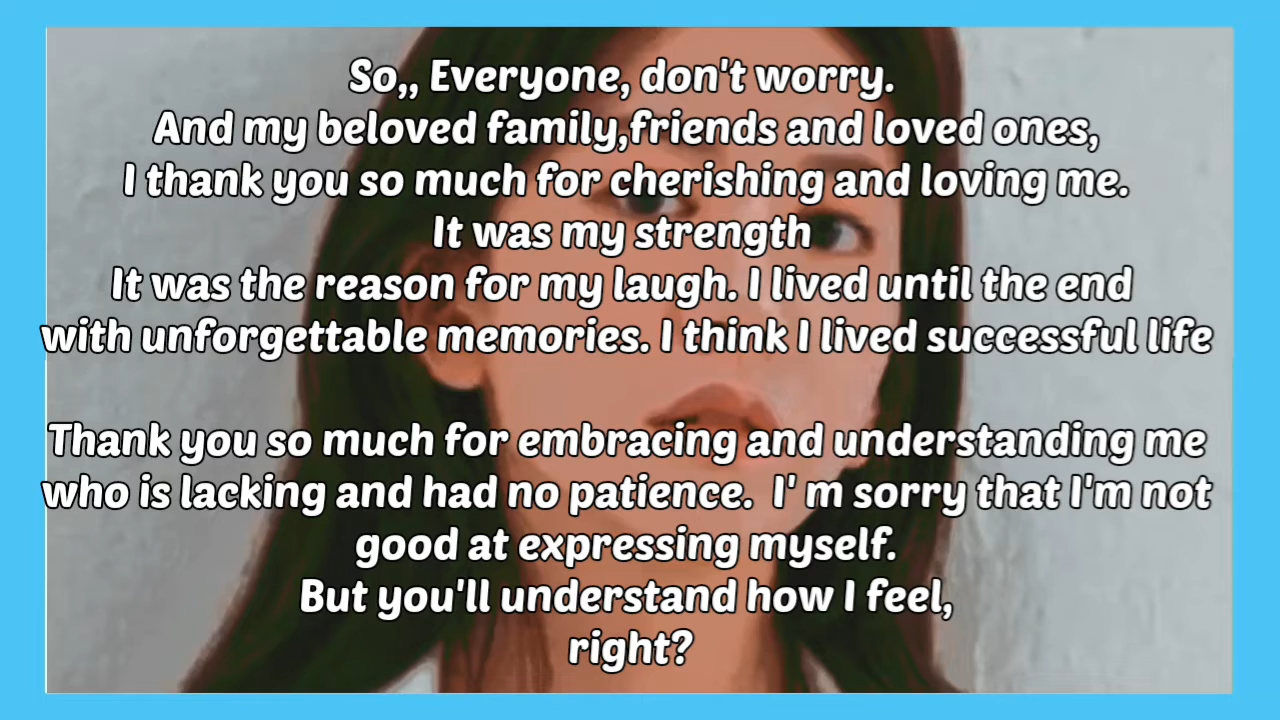 So,, Everyone, don't worry.
And my beloved family,friends and loved ones,
I thank you so much for cherishing and loving me.
It was my strength
It was the reason for my laugh. I lived until the end
with unforgettable memories. I think I lived successful life
Thank you so much for embracing and understanding me
who is lacking and had no patience.  I' m sorry that I'm not
good at expressing myself.
But you'll understand how I feel,
right?